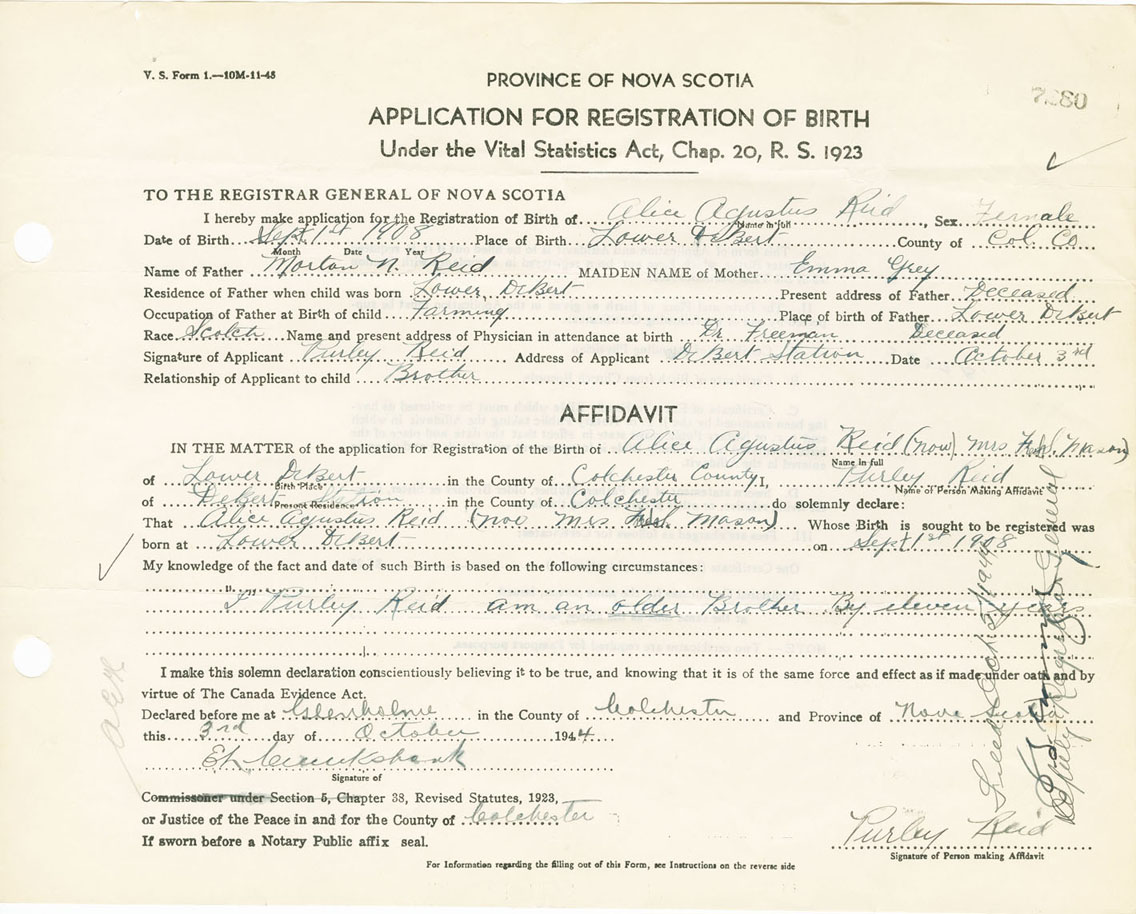 V. S. Form 1.—10M-11-43
PROVINCE OF NOVA SCOTIA
APPLICATION FOR REGISTRATION OF BIRTH
Under the Vital Statistics Act, Chap. 20, R. S. 1923
TO THE REGISTRAR GENERAL OF NOVA SCOTIA
I hereby make application for the Registration of Birth of Alice Agustus Reid, Sex Female
Name in full
Date of Birth Sept 1st 1908 Place of Birth Lower DeBert County of Col. Co
Month Date Year
Name of Father Morton N. Reid MAIDEN NAME of Mother Emma Grey
Residence of Father when child was born Lower DeBert Present address of Father Deceased
Occupation of Father at Birth of child Farming Place of birth of Father Lower DeBert
Race Scotch Name and present address of Physician in attendance at birth Dr. Freeman Deceased
Signature of Applicant Purley Reid Address of Applicant DeBert Station Date October 3rd
Relationship of Applicant to child Brother
AFFIDAVIT
IN THE MATTER of the application for Registration of the Birth of Alice Agustus Reid (now) Mrs Mason)
Name in full
of Lower DeBert in the County of Colchester County I, Purley Reid
Birth Place Name of Person Making Affidavit
of DeBert Station in the County of Colchester do solemnly declare:
Present Residence
That Alice Agustus Reid (now Mrs Mason) Whose Birth is sought to be registered was
born at Lower DeBert on Sept 1st 1908
My knowledge of the fact and date of such Birth is based on the following circumstances:
I Purley Reid am an older Brother By eleven years
I make this solemn declaration conscientiously believing it to be true, and knowing that it is of the same force and effect as if made under oath and by
virtue of The Canada Evidence Act.
Declared before me at in the County of Colchester and Province of Nova Scotia
this 3rd day of October 1944
Signature of
Commissoner under Section 5, Chapter 38, Revised Statutes, 1923,
or Justice of the Peace in and for the County of Colchester
If sworn before a Notary Public affix seal.
Purley Reid
Signature of Person making Affidavit
For Information regarding the filling out of this Form, see Instructions on the reverse side
Deputy Registrar General